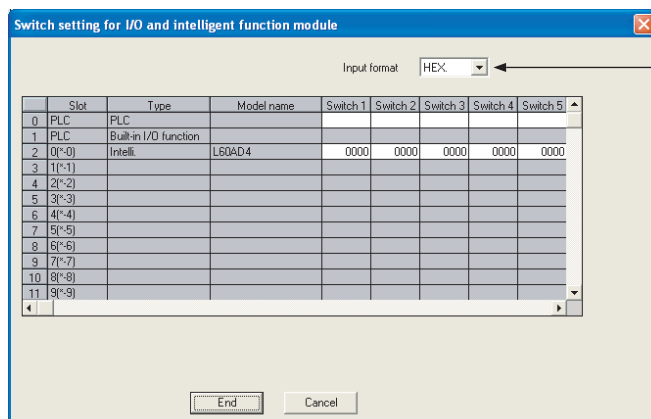 Switch setting for I/O and intelligent function module
Input format HEX.
Slot Type Model name Switch 1 Switch 2 Switch 3 Switch 4 Switch 5
0 PLC PLC
1 PLC Built-in I/O function
2 0(*-0) Intelli. L60AD4 0000 0000 0000 0000 0000
3 1(*-1)
4 2(*-2)
5 3(*-3)
6 4(*-4)
7 5(*-5)
8 6(*-6)
9 7(*-7)
10 8(*-8)
11 9(*-9)
End Cancel